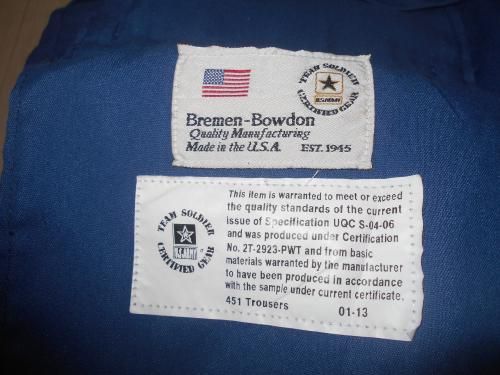 TEAM SOLDIER
U.S.ARMY
CERTIFIED GEAR
Bremen-Bowdon
Quality Manufacturing
Made in the U.S.A. EST. 1945
TEAM SOLDIER
U.S.ARMY
CERTIFIED GEAR
This item is warranted to meet or exceed
the quality standards of the current
issue of Specification UQC S-04-06
and was produced under Certification
No. 2T-2923-PWT and from basic
materials warranted by the manufacturer
to have been produced in accordance
with the sample under current certificate.
451 Trousers 01-13